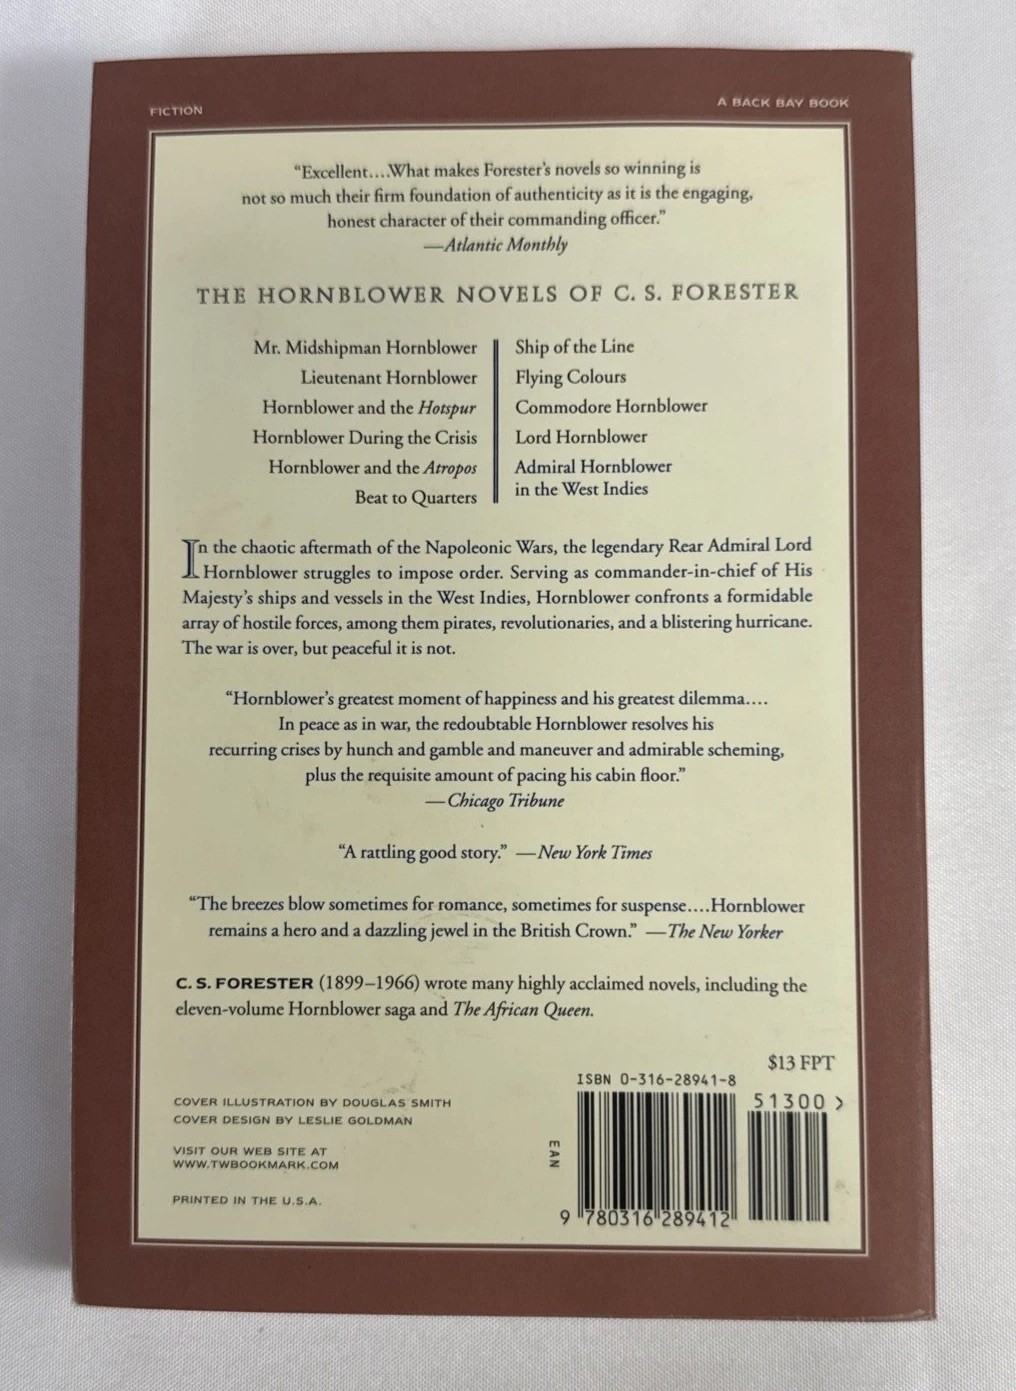 FICTION
A BACK BAY BOOK
“Excellent....What makes Forester’s novels so winning is
not so much their firm foundation of authenticity as it is the engaging,
honest character of their commanding officer.”
—Atlantic Monthly
THE HORNBLOWER NOVELS OF C. S. FORESTER
Mr. Midshipman Hornblower
Lieutenant Hornblower
Hornblower and the Hotspur
Hornblower During the Crisis
Hornblower and the Atropos
Beat to Quarters
Ship of the Line
Flying Colours
Commodore Hornblower
Lord Hornblower
Admiral Hornblower
in the West Indies
In the chaotic aftermath of the Napoleonic Wars, the legendary Rear Admiral Lord
Hornblower struggles to impose order. Serving as commander-in-chief of His
Majesty’s ships and vessels in the West Indies, Hornblower confronts a formidable
array of hostile forces, among them pirates, revolutionaries, and a blistering hurricane.
The war is over, but peaceful it is not.
“Hornblower’s greatest moment of happiness and his greatest dilemma....
In peace as in war, the redoubtable Hornblower resolves his
recurring crises by hunch and gamble and maneuver and admirable scheming,
plus the requisite amount of pacing his cabin floor.”
—Chicago Tribune
“A rattling good story.” —New York Times
“The breezes blow sometimes for romance, sometimes for suspense....Hornblower
remains a hero and a dazzling jewel in the British Crown.” —The New Yorker
C. S. FORESTER (1899–1966) wrote many highly acclaimed novels, including the
eleven-volume Hornblower saga and The African Queen.
$13 FPT
ISBN 0-316-28941-8
51300 >
EAN
9 780316 289412
COVER ILLUSTRATION BY DOUGLAS SMITH
COVER DESIGN BY LESLIE GOLDMAN
VISIT OUR WEB SITE AT
WWW.TWBOOKMARK.COM
PRINTED IN THE U.S.A.